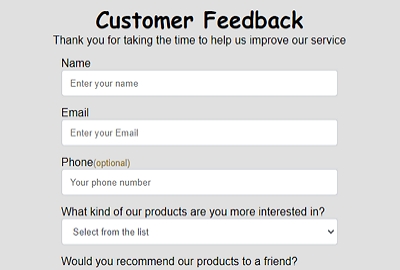 Customer Feedback
Thank you for taking the time to help us improve our service
Name
Enter your name
Email
Enter your Email
Phone(optional)
Your phone number
What kind of our products are you more interested in?
Select from the list
Would you recommend our products to a friend?